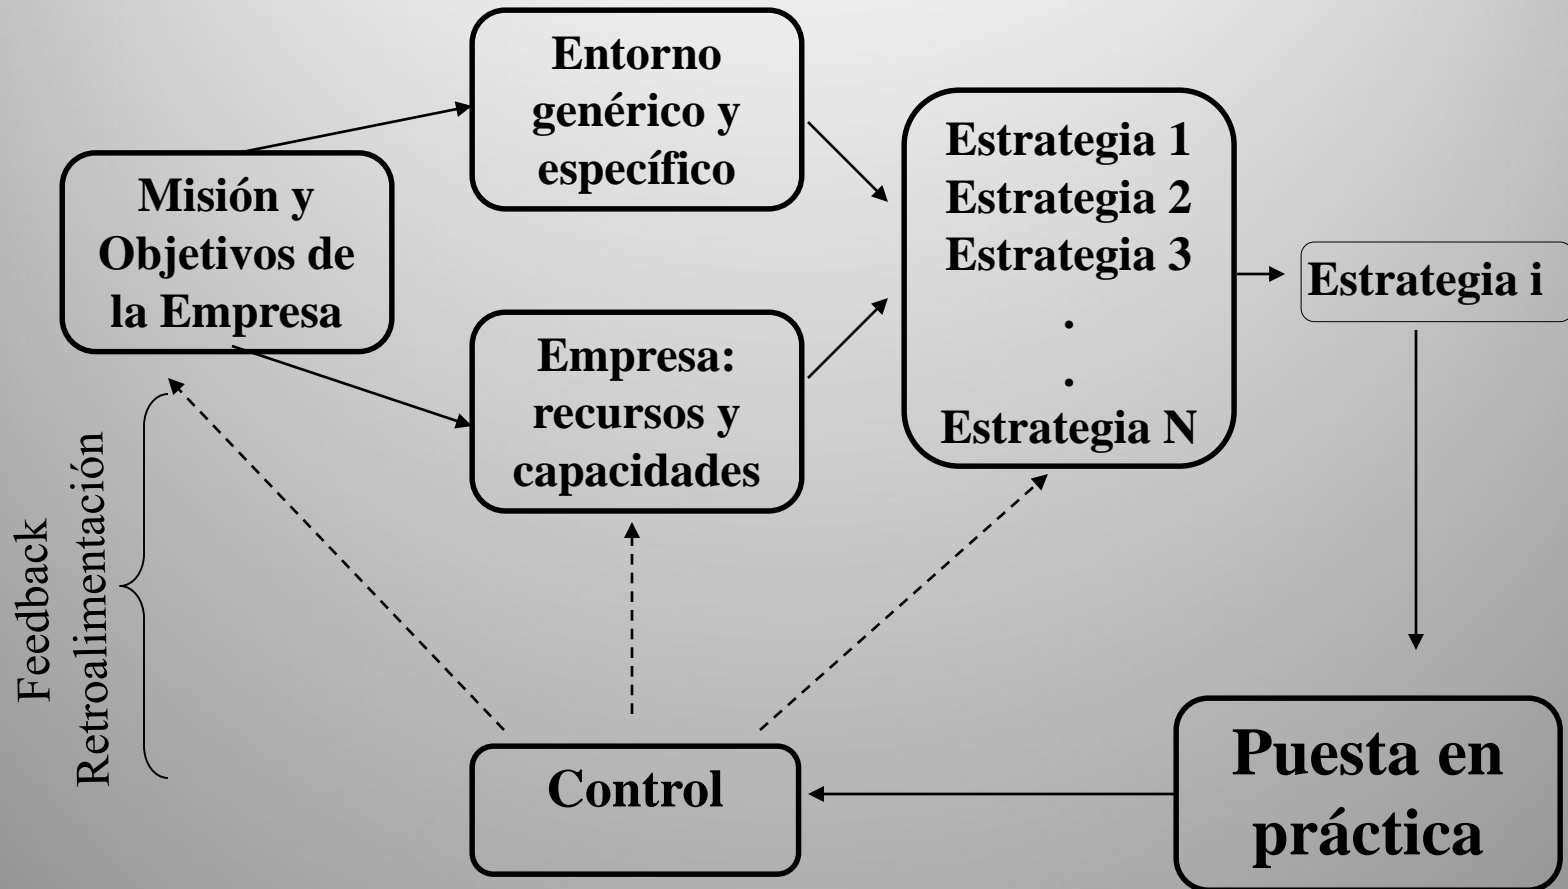 Entorno
genérico y
específico
Misión y
Objetivos de
la Empresa
Empresa:
recursos y
capacidades
Estrategia 1
Estrategia 2
Estrategia 3
.
.
Estrategia N
Estrategia i
Feedback
Retroalimentación
Control
Puesta en
práctica